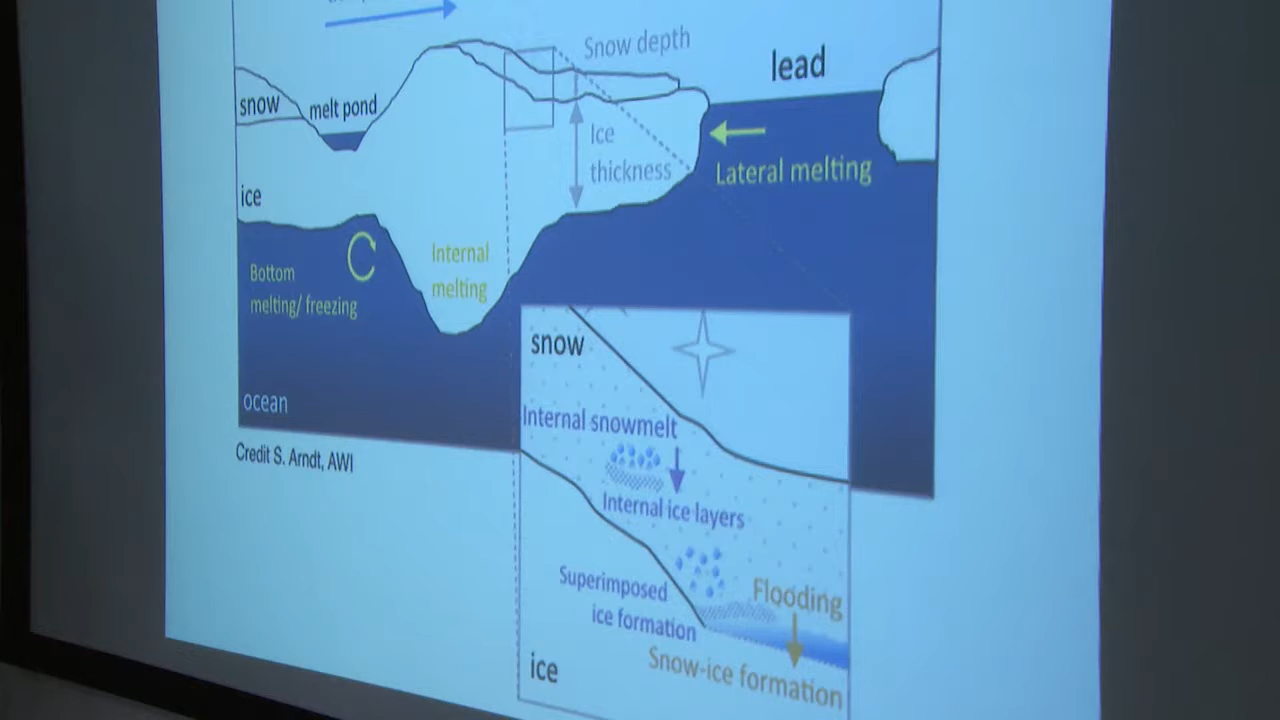 Snow depth
lead
snow
melt pond
Ice
thickness
Lateral melting
ice
Internal
melting
Bottom
melting/ freezing
snow
ocean
Internal snowmelt
Credit S. Arndt, AWI
Internal ice layers
Superimposed
ice formation
Flooding
Snow-ice formation
ice